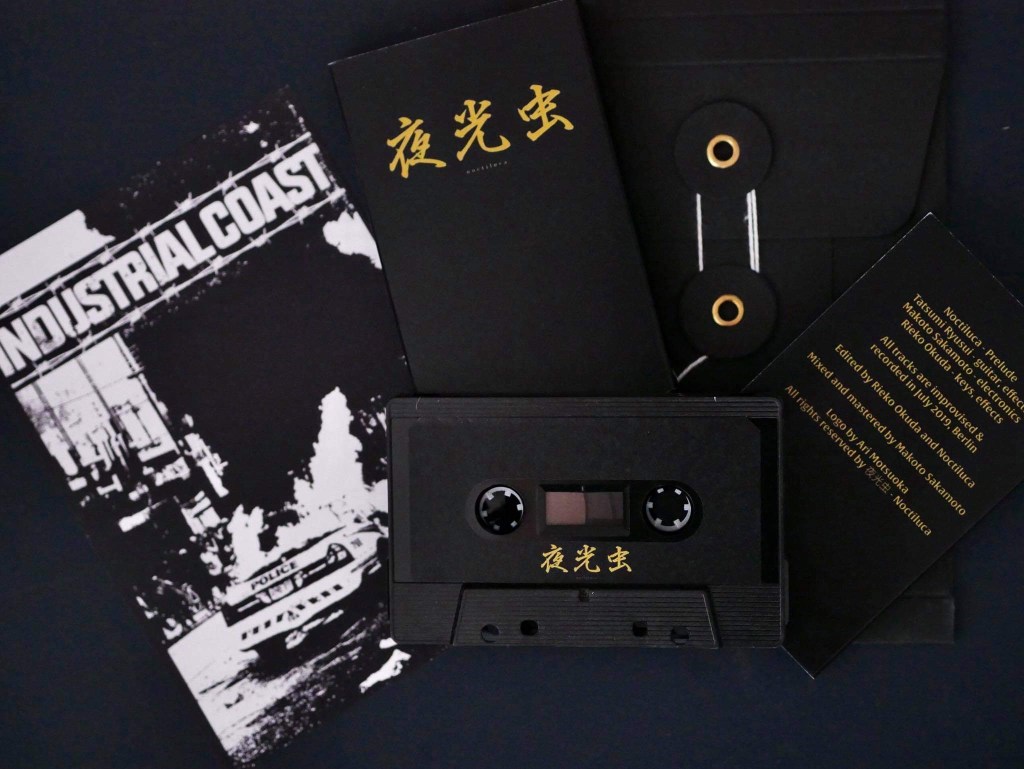 INDUSTRIAL COAST
POLICE
夜光虫
noctiluca
夜光虫
Noctiluca - Prelude
Tatsumi Ryusui - guitar, effects
Makoto Sakamoto - electronics
Rieko Okuda - keys, effects
All tracks are improvised &
recorded in July 2019, Berlin
Edited by Rieko Okuda and Noctiluca
Mixed and mastered by Makoto Sakamoto
Logo by Ari Motsuoka
All rights reserved by 夜光虫 - Noctiluca